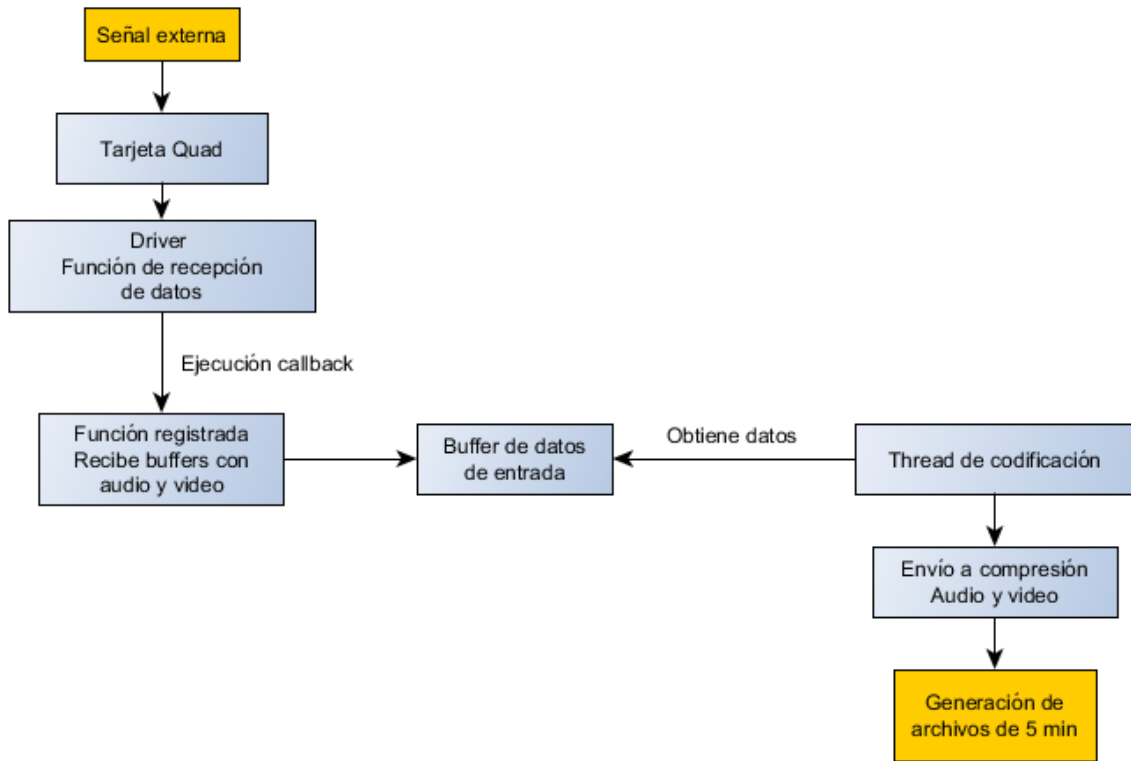 Señal externa
Tarjeta Quad
Driver
Función de recepción
de datos
Ejecución callback
Función registrada
Recibe buffers con
audio y video
Buffer de datos
de entrada
Obtiene datos
Thread de codificación
Envío a compresión
Audio y video
Generación de
archivos de 5 min